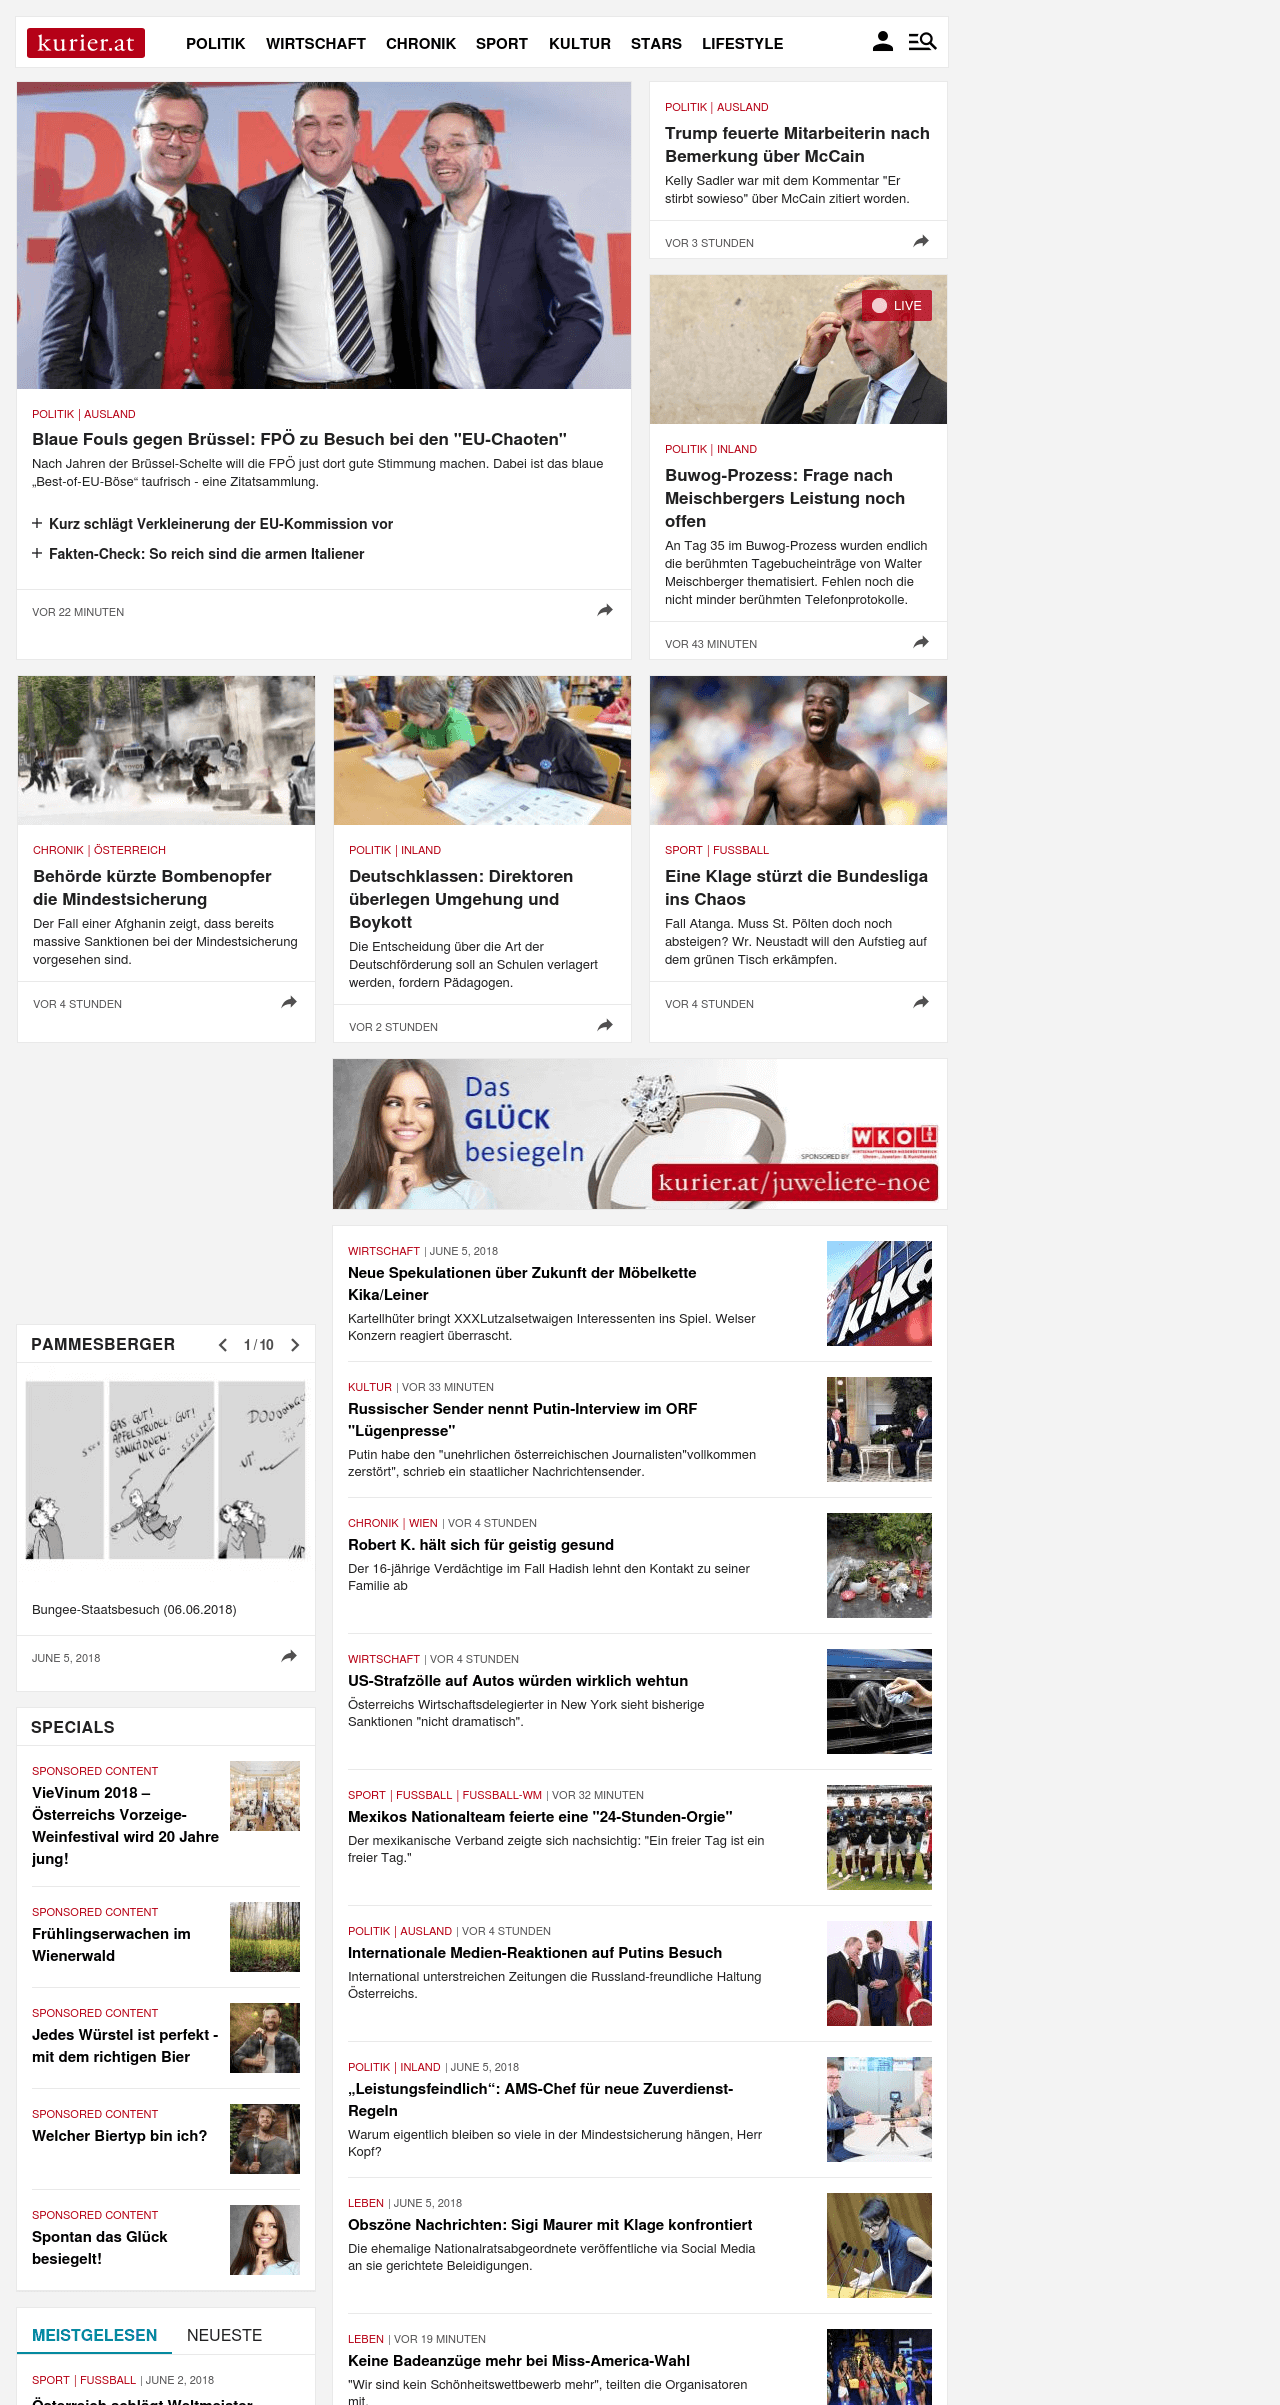 kurier.at
POLITIK WIRTSCHAFT CHRONIK SPORT KULTUR STARS LIFESTYLE
DANKE
POLITIK | AUSLAND
Blaue Fouls gegen Brüssel: FPÖ zu Besuch bei den "EU-Chaoten"
Nach Jahren der Brüssel-Schelte will die FPÖ just dort gute Stimmung machen. Dabei ist das blaue
„Best-of-EU-Böse“ taufrisch - eine Zitatsammlung.
+ Kurz schlägt Verkleinerung der EU-Kommission vor
+ Fakten-Check: So reich sind die armen Italiener
VOR 22 MINUTEN
POLITIK | AUSLAND
Trump feuerte Mitarbeiterin nach
Bemerkung über McCain
Kelly Sadler war mit dem Kommentar "Er
stirbt sowieso" über McCain zitiert worden.
VOR 3 STUNDEN
LIVE
POLITIK | INLAND
Buwog-Prozess: Frage nach
Meischbergers Leistung noch
offen
An Tag 35 im Buwog-Prozess wurden endlich
die berühmten Tagebucheinträge von Walter
Meischberger thematisiert. Fehlen noch die
nicht minder berühmten Telefonprotokolle.
VOR 43 MINUTEN
CHRONIK | ÖSTERREICH
Behörde kürzte Bombenopfer
die Mindestsicherung
Der Fall einer Afghanin zeigt, dass bereits
massive Sanktionen bei der Mindestsicherung
vorgesehen sind.
VOR 4 STUNDEN
POLITIK | INLAND
Deutschklassen: Direktoren
überlegen Umgehung und
Boykott
Die Entscheidung über die Art der
Deutschförderung soll an Schulen verlagert
werden, fordern Pädagogen.
VOR 2 STUNDEN
SPORT | FUSSBALL
Eine Klage stürzt die Bundesliga
ins Chaos
Fall Atanga. Muss St. Pölten doch noch
absteigen? Wr. Neustadt will den Aufstieg auf
dem grünen Tisch erkämpfen.
VOR 4 STUNDEN
Das
GLÜCK
besiegeln
SPONSORED BY
WKO
kurier.at/juweliere-noe
PAMMESBERGER
1 / 10
GAS GUT!
APFELSTRUDEL: GUT!
SANKTIONEN:
NIX G-
Bungee-Staatsbesuch (06.06.2018)
JUNE 5, 2018
SPECIALS
SPONSORED CONTENT
VieVinum 2018 –
Österreichs Vorzeige-
Weinfestival wird 20 Jahre
jung!
SPONSORED CONTENT
Frühlingserwachen im
Wienerwald
SPONSORED CONTENT
Jedes Würstel ist perfekt -
mit dem richtigen Bier
SPONSORED CONTENT
Welcher Biertyp bin ich?
SPONSORED CONTENT
Spontan das Glück
besiegelt!
MEISTGELESEN NEUESTE
SPORT | FUSSBALL | JUNE 2, 2018
Österreich schlägt Weltmeister
WIRTSCHAFT | JUNE 5, 2018
Neue Spekulationen über Zukunft der Möbelkette
Kika/Leiner
Kartellhüter bringt XXXLutzalsetwaigen Interessenten ins Spiel. Welser
Konzern reagiert überrascht.
kika
KULTUR | VOR 33 MINUTEN
Russischer Sender nennt Putin-Interview im ORF
"Lügenpresse"
Putin habe den "unehrlichen österreichischen Journalisten"vollkommen
zerstört", schrieb ein staatlicher Nachrichtensender.
CHRONIK | WIEN | VOR 4 STUNDEN
Robert K. hält sich für geistig gesund
Der 16-jährige Verdächtige im Fall Hadish lehnt den Kontakt zu seiner
Familie ab
WIRTSCHAFT | VOR 4 STUNDEN
US-Strafzölle auf Autos würden wirklich wehtun
Österreichs Wirtschaftsdelegierter in New York sieht bisherige
Sanktionen "nicht dramatisch".
SPORT | FUSSBALL | FUSSBALL-WM | VOR 32 MINUTEN
Mexikos Nationalteam feierte eine "24-Stunden-Orgie"
Der mexikanische Verband zeigte sich nachsichtig: "Ein freier Tag ist ein
freier Tag."
POLITIK | AUSLAND | VOR 4 STUNDEN
Internationale Medien-Reaktionen auf Putins Besuch
International unterstreichen Zeitungen die Russland-freundliche Haltung
Österreichs.
POLITIK | INLAND | JUNE 5, 2018
„Leistungsfeindlich“: AMS-Chef für neue Zuverdienst-
Regeln
Warum eigentlich bleiben so viele in der Mindestsicherung hängen, Herr
Kopf?
LEBEN | JUNE 5, 2018
Obszöne Nachrichten: Sigi Maurer mit Klage konfrontiert
Die ehemalige Nationalratsabgeordnete veröffentliche via Social Media
an sie gerichtete Beleidigungen.
LEBEN | VOR 19 MINUTEN
Keine Badeanzüge mehr bei Miss-America-Wahl
"Wir sind kein Schönheitswettbewerb mehr", teilten die Organisatoren
mit.